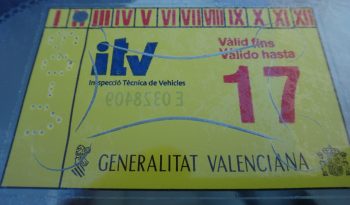 I III IV V VI VII VIII IX X XI XII
itv
Inspecció Tècnica de Vehicles
Vàlid fins
Válido hasta
17
E 0328409
GENERALITAT VALENCIANA